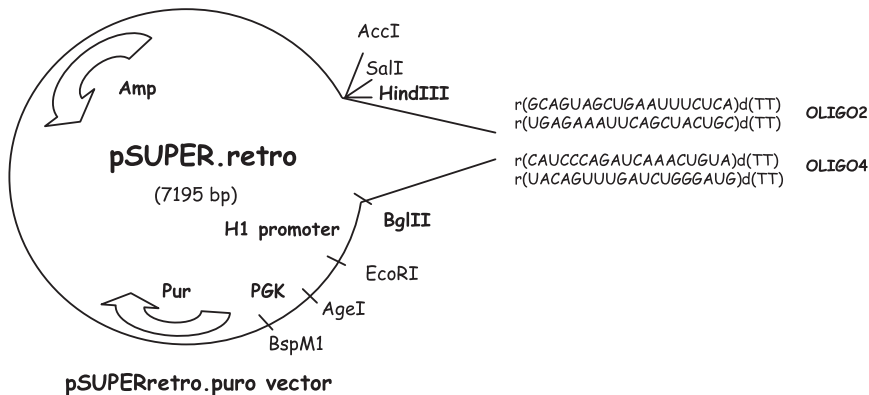 AccI
SalI
HindIII
Amp
r(GCAGUAGCUGAAUUUCUCA)d(TT)
r(UGAGAAAUUCAGCUACUGC)d(TT)
OLIGO2
pSUPER.retro
(7195 bp)
r(CAUCCCAGAUCAAACUGUA)d(TT)
r(UACAGUUUGAUCUGGGAUG)d(TT)
OLIGO4
BglII
H1 promoter
EcoRI
Pur
PGK
AgeI
BspM1
pSUPERretro.puro vector